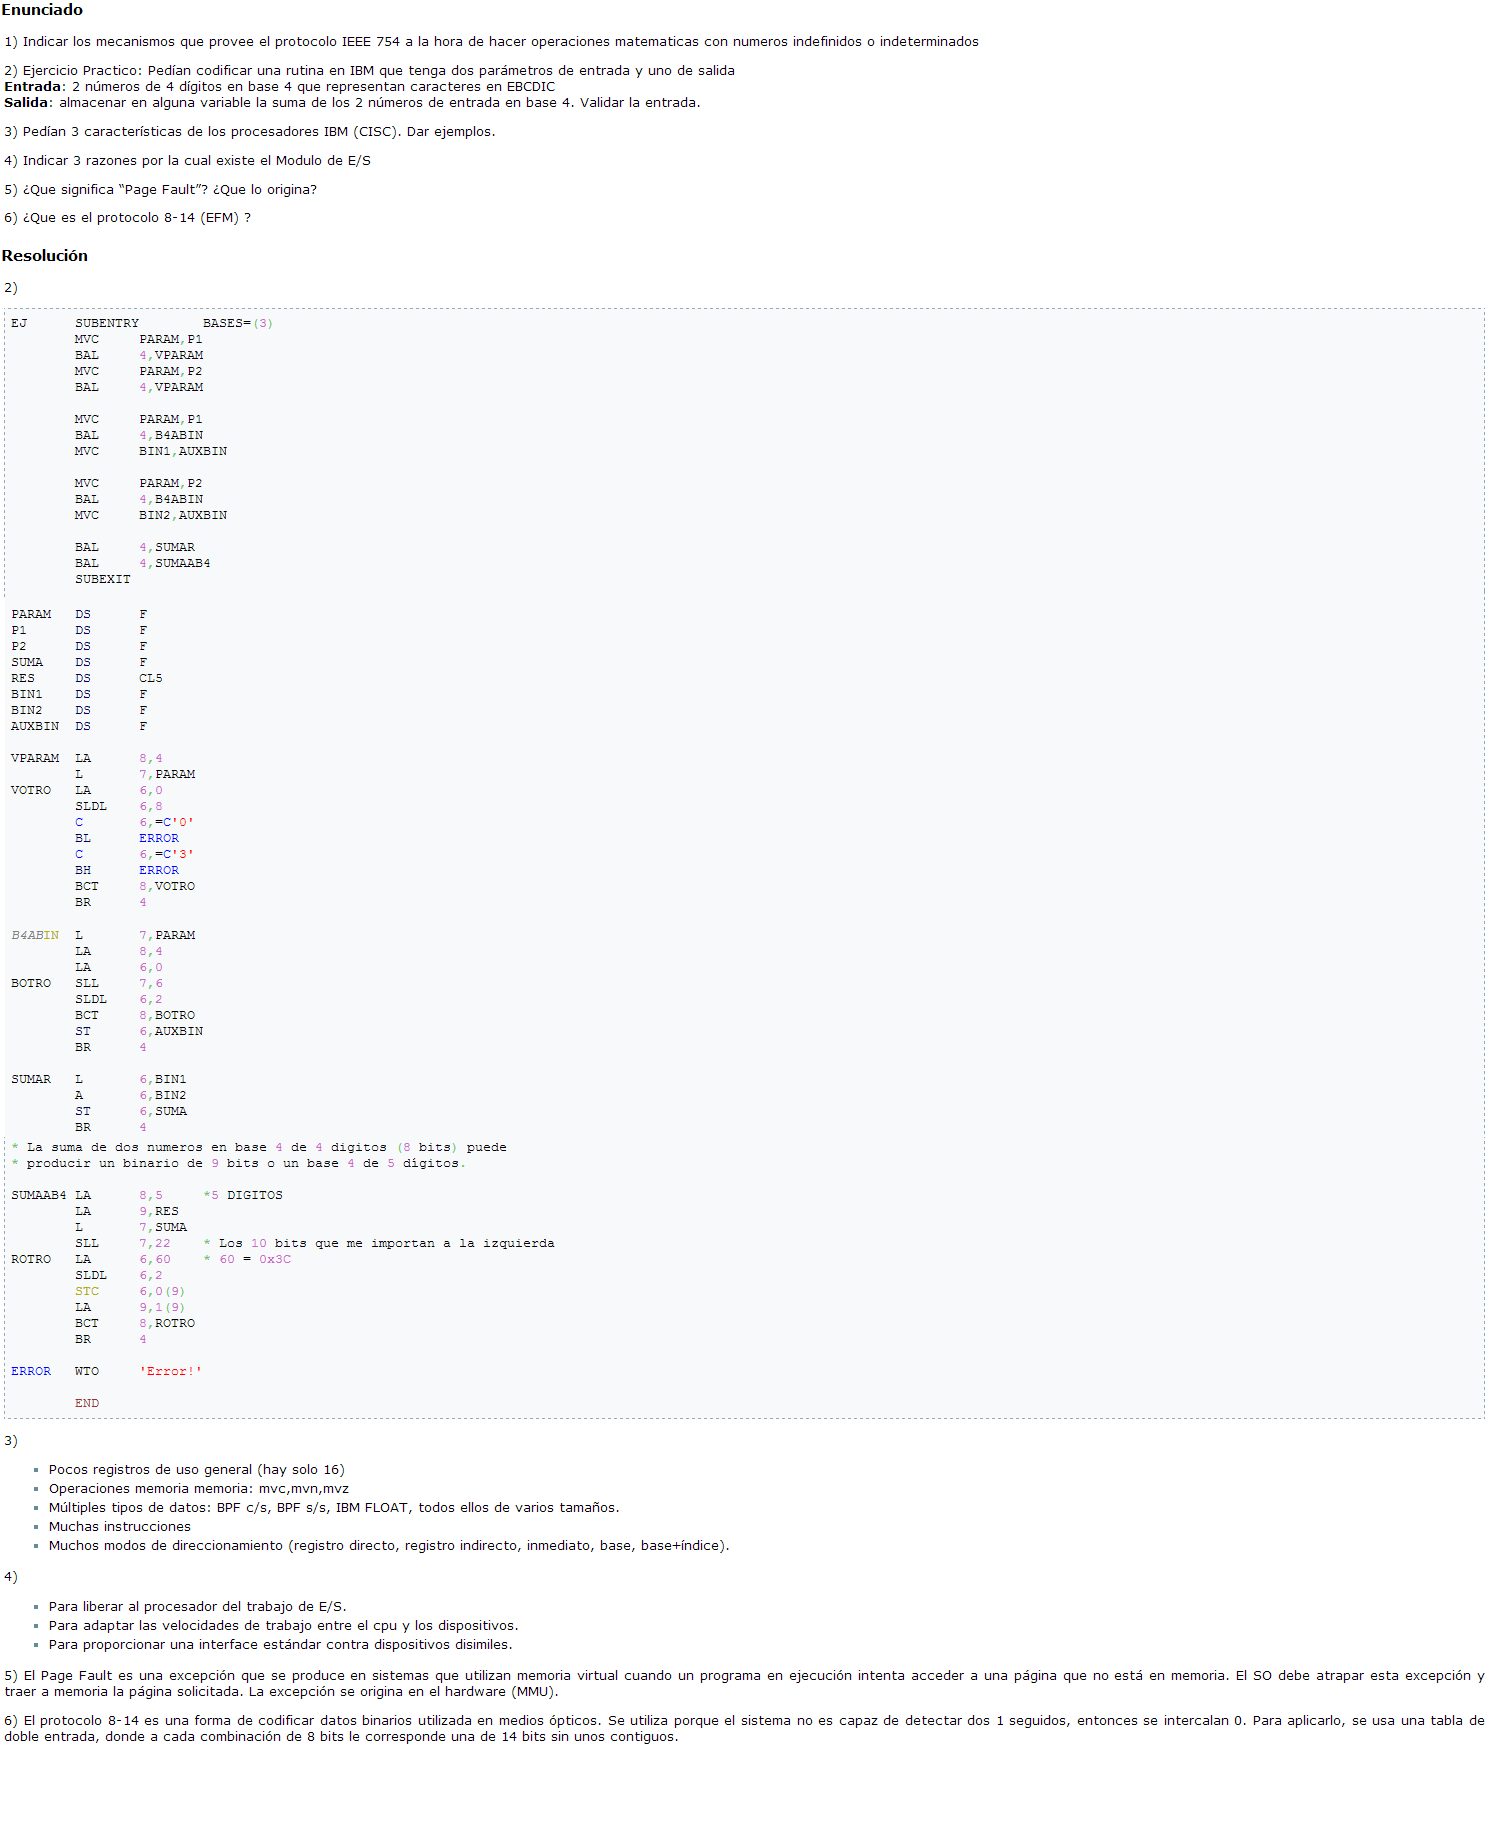 Enunciado
1) Indicar los mecanismos que provee el protocolo IEEE 754 a la hora de hacer operaciones matematicas con numeros indefinidos o indeterminados
2) Ejercicio Practico: Pedían codificar una rutina en IBM que tenga dos parámetros de entrada y uno de salida
Entrada: 2 números de 4 dígitos en base 4 que representan caracteres en EBCDIC
Salida: almacenar en alguna variable la suma de los 2 números de entrada en base 4. Validar la entrada.
3) Pedían 3 características de los procesadores IBM (CISC). Dar ejemplos.
4) Indicar 3 razones por la cual existe el Modulo de E/S
5) ¿Que significa “Page Fault”? ¿Que lo origina?
6) ¿Que es el protocolo 8-14 (EFM) ?
Resolución
2)
EJ      SUBENTRY        BASES=(3)
        MVC     PARAM,P1
        BAL     4,VPARAM
        MVC     PARAM,P2
        BAL     4,VPARAM
        MVC     PARAM,P1
        BAL     4,B4ABIN
        MVC     BIN1,AUXBIN
        MVC     PARAM,P2
        BAL     4,B4ABIN
        MVC     BIN2,AUXBIN
        BAL     4,SUMAR
        BAL     4,SUMAAB4
        SUBEXIT
PARAM   DS      F
P1      DS      F
P2      DS      F
SUMA    DS      F
RES     DS      CL5
BIN1    DS      F
BIN2    DS      F
AUXBIN  DS      F
VPARAM  LA      8,4
        L       7,PARAM
VOTRO   LA      6,0
        SLDL    6,8
        C       6,=C'0'
        BL      ERROR
        C       6,=C'3'
        BH      ERROR
        BCT     8,VOTRO
        BR      4
B4ABIN  L       7,PARAM
        LA      8,4
        LA      6,0
BOTRO   SLL     7,6
        SLDL    6,2
        BCT     8,BOTRO
        ST      6,AUXBIN
        BR      4
SUMAR   L       6,BIN1
        A       6,BIN2
        ST      6,SUMA
        BR      4
* La suma de dos numeros en base 4 de 4 digitos (8 bits) puede
* producir un binario de 9 bits o un base 4 de 5 dígitos.
SUMAAB4 LA      8,5     *5 DIGITOS
        LA      9,RES
        L       7,SUMA
        SLL     7,22    * Los 10 bits que me importan a la izquierda
ROTRO   LA      6,60    * 60 = 0x3C
        SLDL    6,2
        STC     6,0(9)
        LA      9,1(9)
        BCT     8,ROTRO
        BR      4
ERROR   WTO     'Error!'
        END
3)
▪ Pocos registros de uso general (hay solo 16)
▪ Operaciones memoria memoria: mvc,mvn,mvz
▪ Múltiples tipos de datos: BPF c/s, BPF s/s, IBM FLOAT, todos ellos de varios tamaños.
▪ Muchas instrucciones
▪ Muchos modos de direccionamiento (registro directo, registro indirecto, inmediato, base, base+índice).
4)
▪ Para liberar al procesador del trabajo de E/S.
▪ Para adaptar las velocidades de trabajo entre el cpu y los dispositivos.
▪ Para proporcionar una interface estándar contra dispositivos disimiles.
5) El Page Fault es una excepción que se produce en sistemas que utilizan memoria virtual cuando un programa en ejecución intenta acceder a una página que no está en memoria. El SO debe atrapar esta excepción y
traer a memoria la página solicitada. La excepción se origina en el hardware (MMU).
6) El protocolo 8-14 es una forma de codificar datos binarios utilizada en medios ópticos. Se utiliza porque el sistema no es capaz de detectar dos 1 seguidos, entonces se intercalan 0. Para aplicarlo, se usa una tabla de
doble entrada, donde a cada combinación de 8 bits le corresponde una de 14 bits sin unos contiguos.